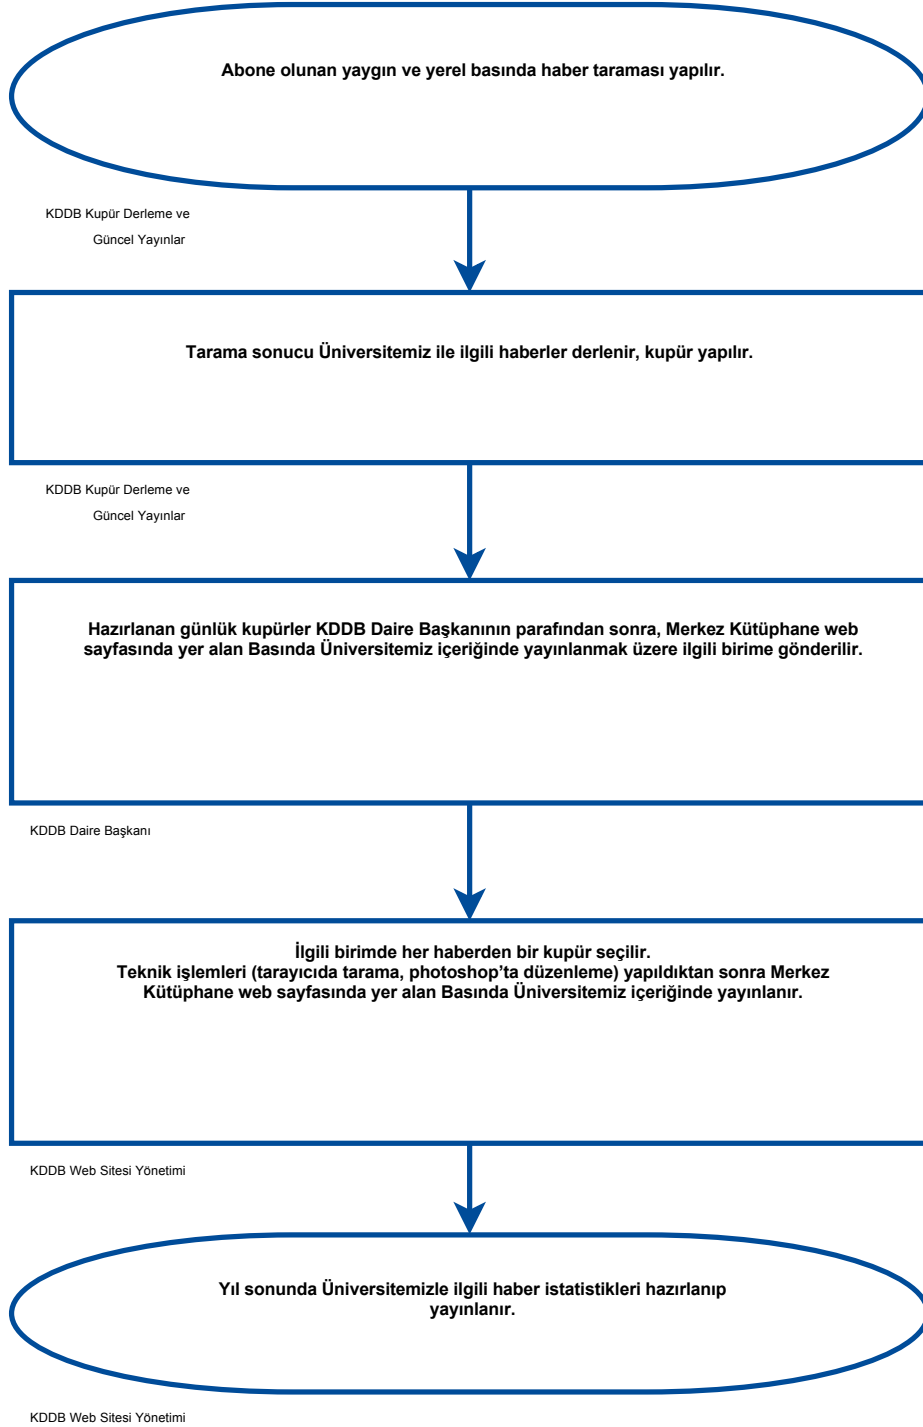 Abone olunan yaygın ve yerel basında haber taraması yapılır.
KDDB Kupür Derleme ve
Güncel Yayınlar
Tarama sonucu Üniversitemiz ile ilgili haberler derlenir, kupür yapılır.
KDDB Kupür Derleme ve
Güncel Yayınlar
Hazırlanan günlük kupürler KDDB Daire Başkanının parafından sonra, Merkez Kütüphane web
sayfasında yer alan Basında Üniversitemiz içeriğinde yayınlanmak üzere ilgili birime gönderilir.
KDDB Daire Başkanı
İlgili birimde her haberden bir kupür seçilir.
Teknik işlemleri (tarayıcıda tarama, photoshop’ta düzenleme) yapıldıktan sonra Merkez
Kütüphane web sayfasında yer alan Basında Üniversitemiz içeriğinde yayınlanır.
KDDB Web Sitesi Yönetimi
Yıl sonunda Üniversitemizle ilgili haber istatistikleri hazırlanıp
yayınlanır.
KDDB Web Sitesi Yönetimi